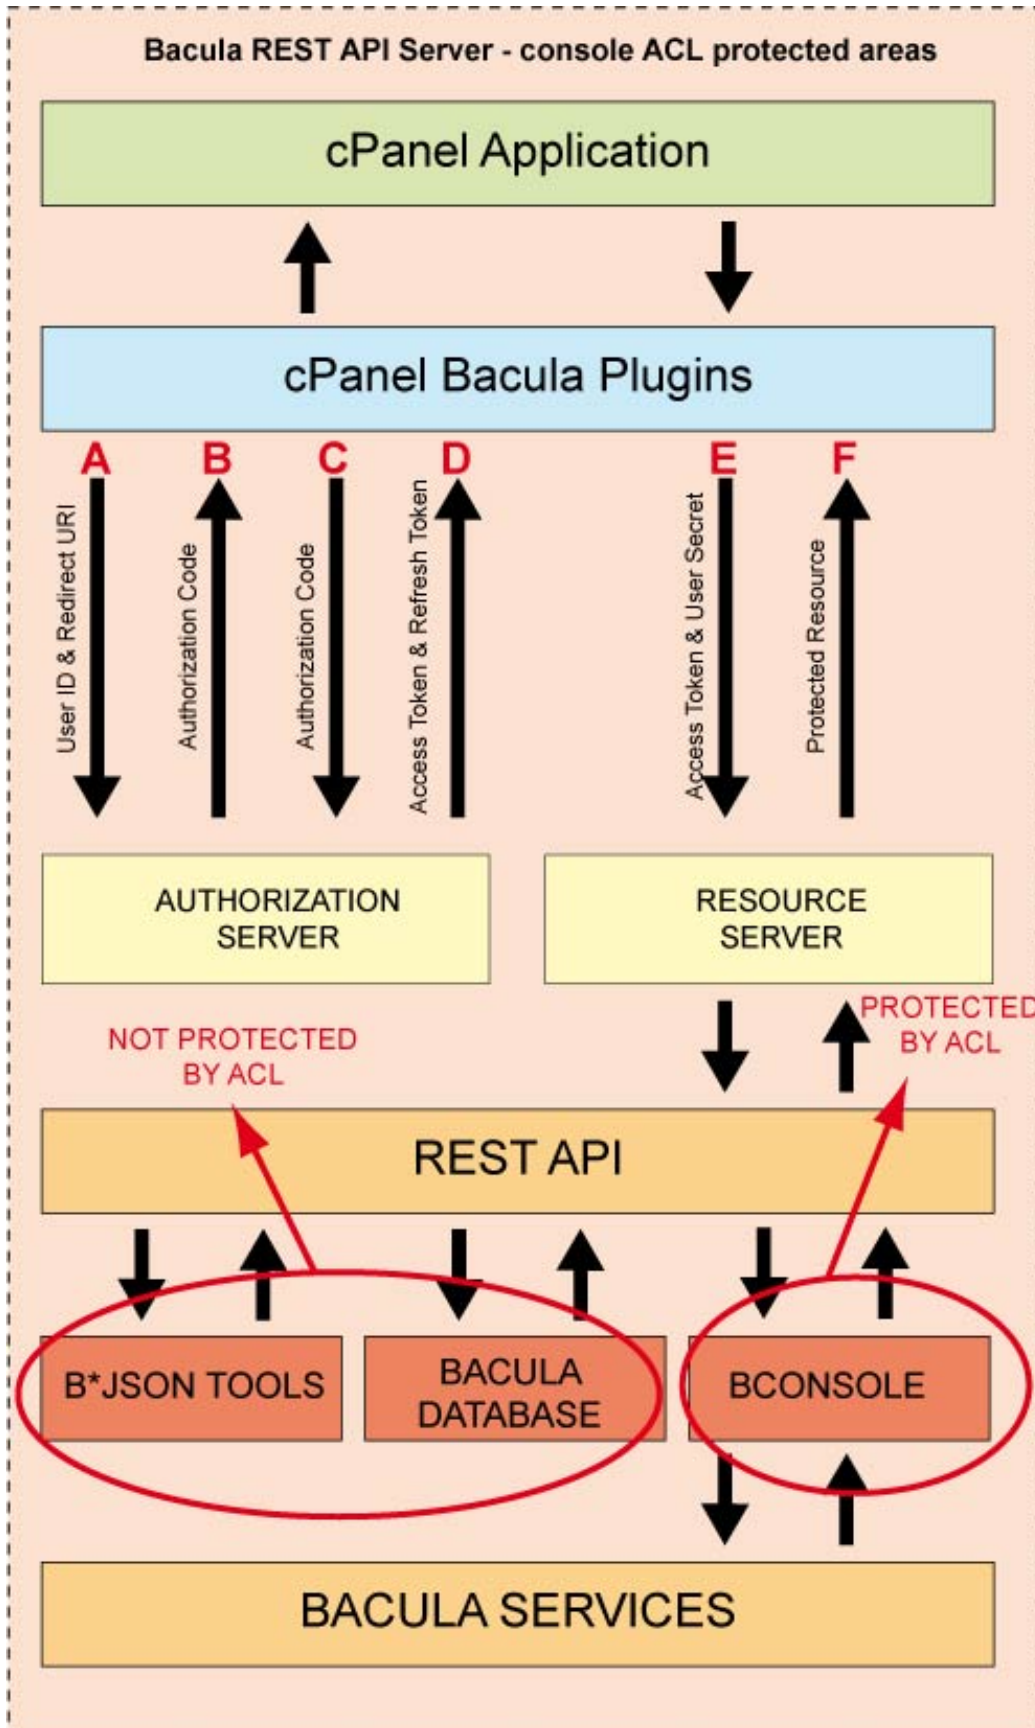 Bacula REST API Server - console ACL protected areas
cPanel Application
cPanel Bacula Plugins
A
B
C
D
E
F
User ID & Redirect URI
Authorization Code
Authorization Code
Access Token & Refresh Token
Access Token & User Secret
Protected Resource
AUTHORIZATION
SERVER
RESOURCE
SERVER
NOT PROTECTED
BY ACL
PROTECTED
BY ACL
REST API
B*JSON TOOLS
BACULA
DATABASE
BCONSOLE
BACULA SERVICES